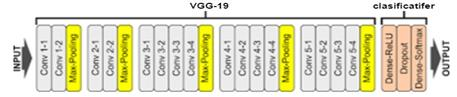 VGG-19
clasificatifer
INPUT
Conv 1-1
Conv 1-2
Max-Pooling
Conv 2-1
Conv 2-2
Max-Pooling
Conv 3-1
Conv 3-2
Conv 3-3
Conv 3-4
Max-Pooling
Conv 4-1
Conv 4-2
Conv 4-3
Conv 4-4
Max-Pooling
Conv 5-1
Conv 5-2
Conv 5-3
Conv 5-4
Max-Pooling
Dense-ReLU
Dropout
Dense-Softmax
OUTPUT